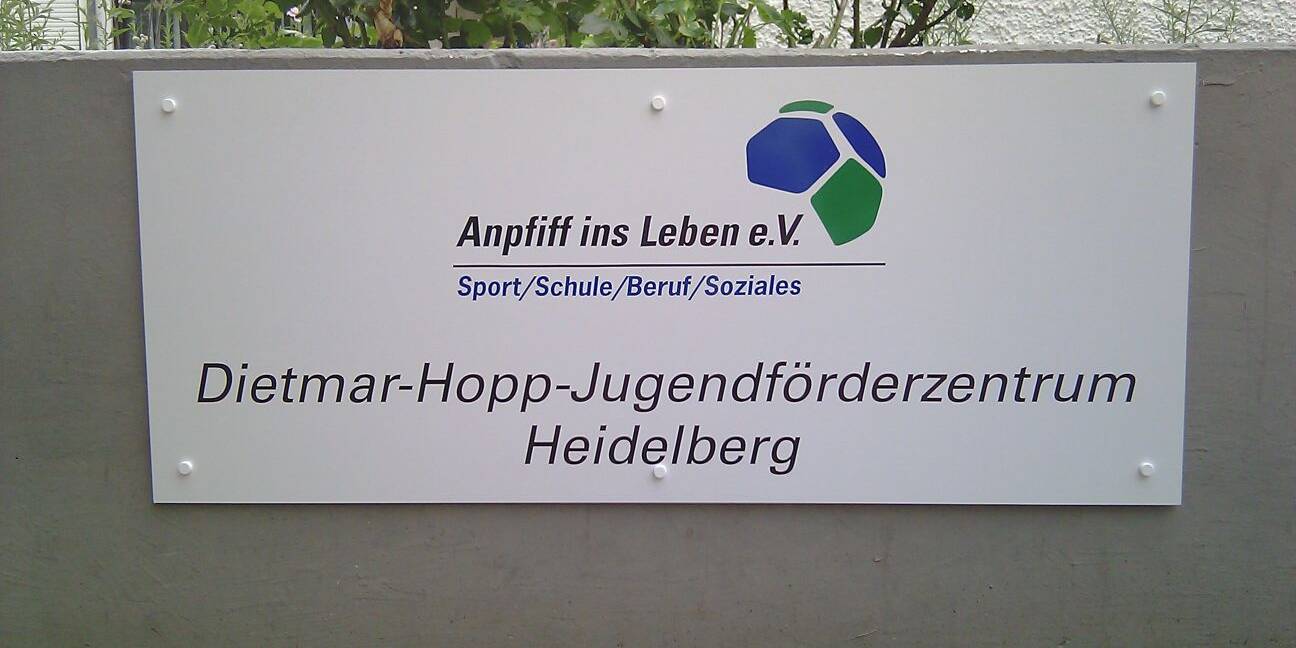 Anpfiff ins Leben e.V.
Sport/Schule/Beruf/Soziales
Dietmar-Hopp-Jugendförderzentrum
Heidelberg